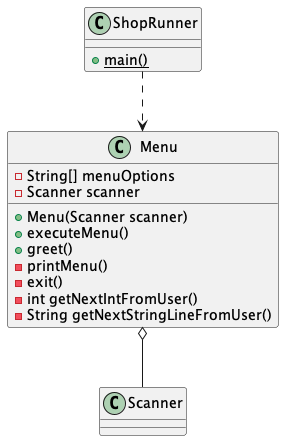 C ShopRunner
main()
C Menu
String[] menuOptions
Scanner scanner
Menu(Scanner scanner)
executeMenu()
greet()
printMenu()
exit()
int getNextIntFromUser()
String getNextStringLineFromUser()
C Scanner